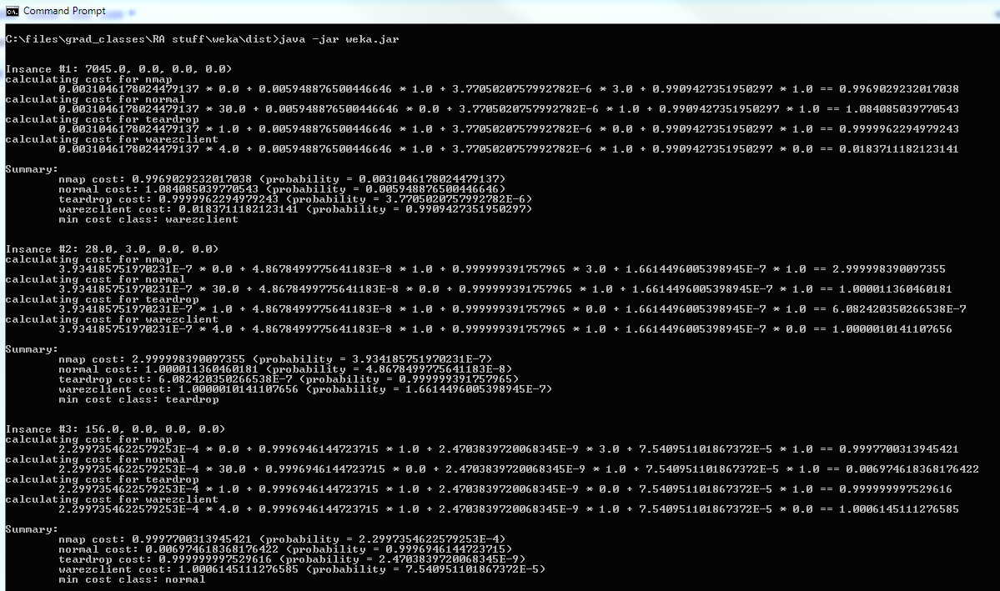 Command Prompt
C:\files\grad_classes\RA stuff\weka\dist>java -jar weka.jar
Insance #1: 7045.0, 0.0, 0.0, 0.0)
calculating cost for nmap
0.0031046178024479137 * 0.0 + 0.005948876500446646 * 1.0 + 3.7705020757992782E-6 * 3.0 + 0.9909427351950297 * 1.0 == 0.9969029232017038
calculating cost for normal
0.0031046178024479137 * 30.0 + 0.005948876500446646 * 0.0 + 3.7705020757992782E-6 * 1.0 + 0.9909427351950297 * 1.0 == 1.084085039770543
calculating cost for teardrop
0.0031046178024479137 * 1.0 + 0.005948876500446646 * 1.0 + 3.7705020757992782E-6 * 0.0 + 0.9909427351950297 * 1.0 == 0.9999962294979243
calculating cost for warezclient
0.0031046178024479137 * 4.0 + 0.005948876500446646 * 1.0 + 3.7705020757992782E-6 * 1.0 + 0.9909427351950297 * 0.0 == 0.0183711182123141
Summary:
nmap cost: 0.9969029232017038 (probability = 0.0031046178024479137)
normal cost: 1.084085039770543 (probability = 0.005948876500446646)
teardrop cost: 0.9999962294979243 (probability = 3.7705020757992782E-6)
warezclient cost: 0.0183711182123141 (probability = 0.9909427351950297)
min cost class: warezclient
Insance #2: 28.0, 3.0, 0.0, 0.0)
calculating cost for nmap
3.934185751970231E-7 * 0.0 + 4.8678499775641183E-8 * 1.0 + 0.999999391757965 * 3.0 + 1.6614496005398945E-7 * 1.0 == 2.999998390097355
calculating cost for normal
3.934185751970231E-7 * 30.0 + 4.8678499775641183E-8 * 0.0 + 0.999999391757965 * 1.0 + 1.6614496005398945E-7 * 1.0 == 1.000011360460181
calculating cost for teardrop
3.934185751970231E-7 * 1.0 + 4.8678499775641183E-8 * 1.0 + 0.999999391757965 * 0.0 + 1.6614496005398945E-7 * 1.0 == 6.082420350266538E-7
calculating cost for warezclient
3.934185751970231E-7 * 4.0 + 4.8678499775641183E-8 * 1.0 + 0.999999391757965 * 1.0 + 1.6614496005398945E-7 * 0.0 == 1.0000010141107656
Summary:
nmap cost: 2.999998390097355 (probability = 3.934185751970231E-7)
normal cost: 1.000011360460181 (probability = 4.8678499775641183E-8)
teardrop cost: 6.082420350266538E-7 (probability = 0.999999391757965)
warezclient cost: 1.0000010141107656 (probability = 1.6614496005398945E-7)
min cost class: teardrop
Insance #3: 156.0, 0.0, 0.0, 0.0)
calculating cost for nmap
2.2997354622579253E-4 * 0.0 + 0.9996946144723715 * 1.0 + 2.4703839720068345E-9 * 3.0 + 7.540951101867372E-5 * 1.0 == 0.9997700313945421
calculating cost for normal
2.2997354622579253E-4 * 30.0 + 0.9996946144723715 * 0.0 + 2.4703839720068345E-9 * 1.0 + 7.540951101867372E-5 * 1.0 == 0.006974618368176422
calculating cost for teardrop
2.2997354622579253E-4 * 1.0 + 0.9996946144723715 * 1.0 + 2.4703839720068345E-9 * 0.0 + 7.540951101867372E-5 * 1.0 == 0.999999997529616
calculating cost for warezclient
2.2997354622579253E-4 * 4.0 + 0.9996946144723715 * 1.0 + 2.4703839720068345E-9 * 1.0 + 7.540951101867372E-5 * 0.0 == 1.0006145111276585
Summary:
nmap cost: 0.9997700313945421 (probability = 2.2997354622579253E-4)
normal cost: 0.006974618368176422 (probability = 0.9996946144723715)
teardrop cost: 0.999999997529616 (probability = 2.4703839720068345E-9)
warezclient cost: 1.0006145111276585 (probability = 7.540951101867372E-5)
min cost class: normal